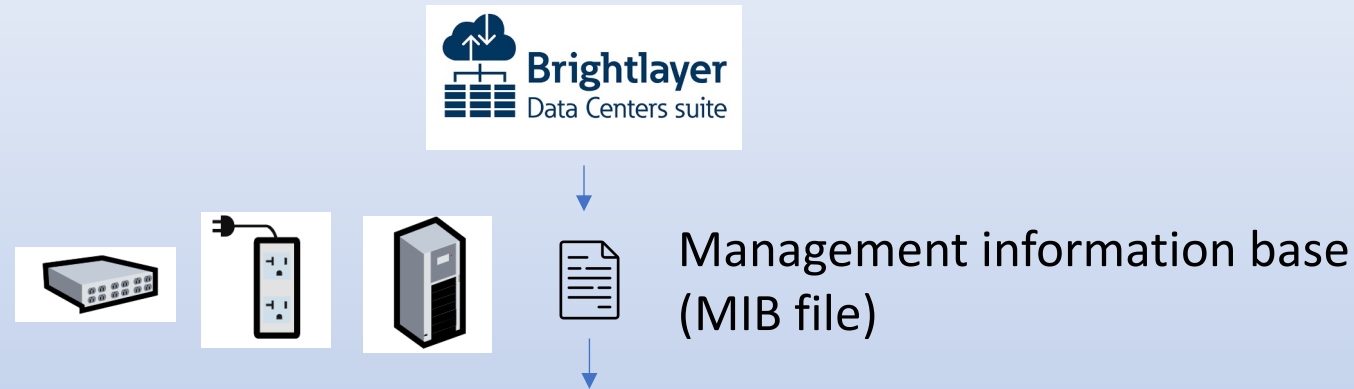 Brightlayer
Data Centers suite
Management information base
(MIB file)